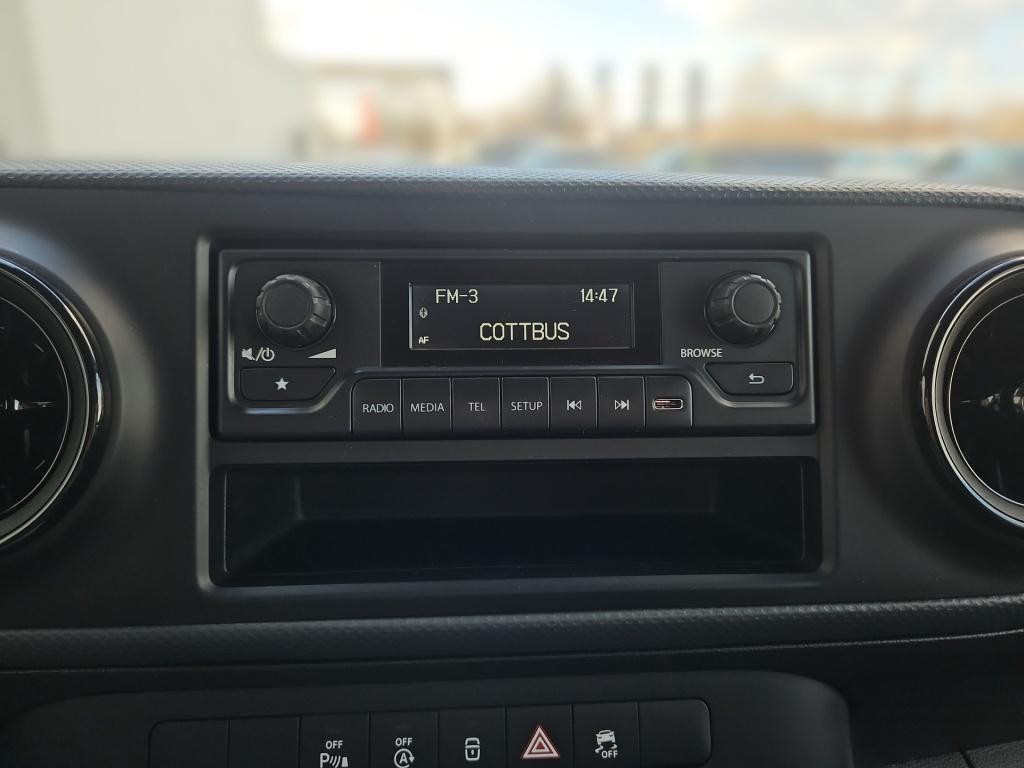 FM-3 14:47
AF COTTBUS
BROWSE
RADIO MEDIA TEL SETUP
OFF OFF
P A OFF